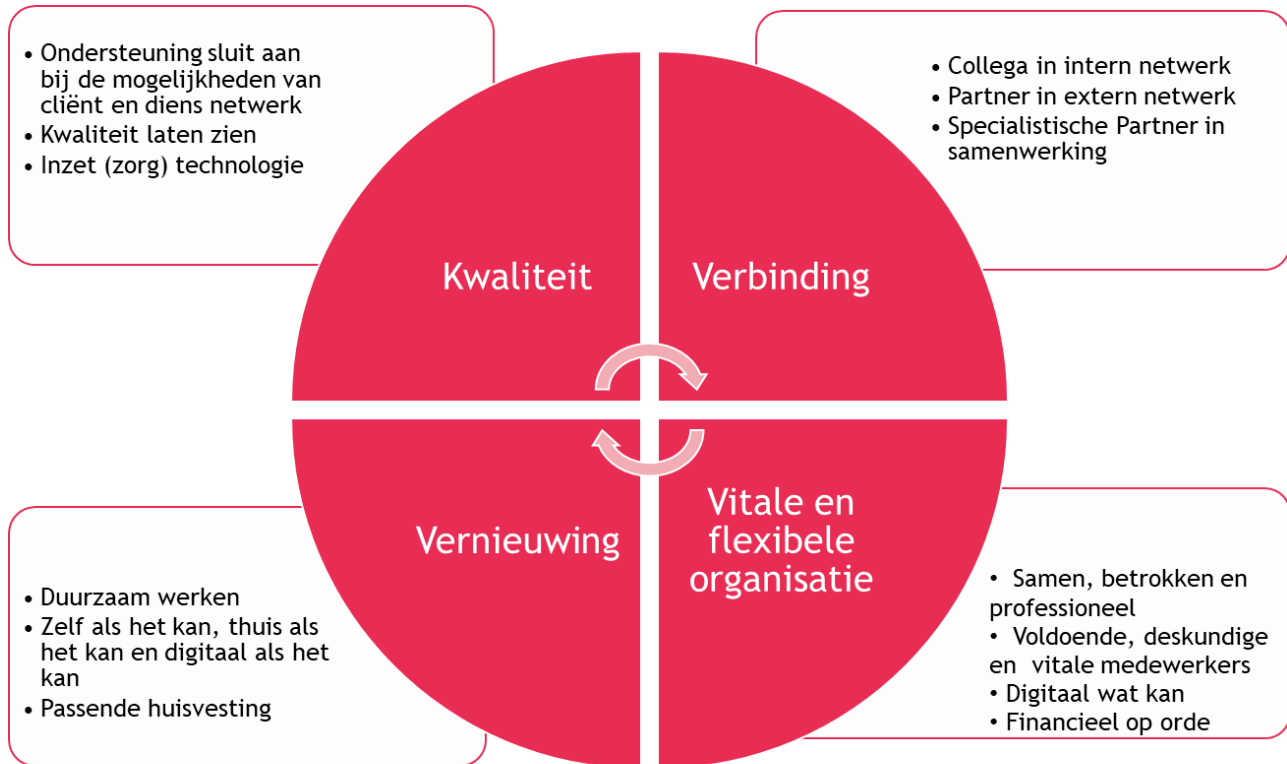 • Ondersteuning sluit aan
bij de mogelijkheden van
cliënt en diens netwerk
• Kwaliteit laten zien
• Inzet (zorg) technologie
• Collega in intern netwerk
• Partner in extern netwerk
• Specialistische Partner in
samenwerking
Kwaliteit
Verbinding
Vernieuwing
Vitale en
flexibele
organisatie
• Duurzaam werken
• Zelf als het kan, thuis als
het kan en digitaal als het
kan
• Passende huisvesting
• Samen, betrokken en
professioneel
• Voldoende, deskundige
en vitale medewerkers
• Digitaal wat kan
• Financieel op orde